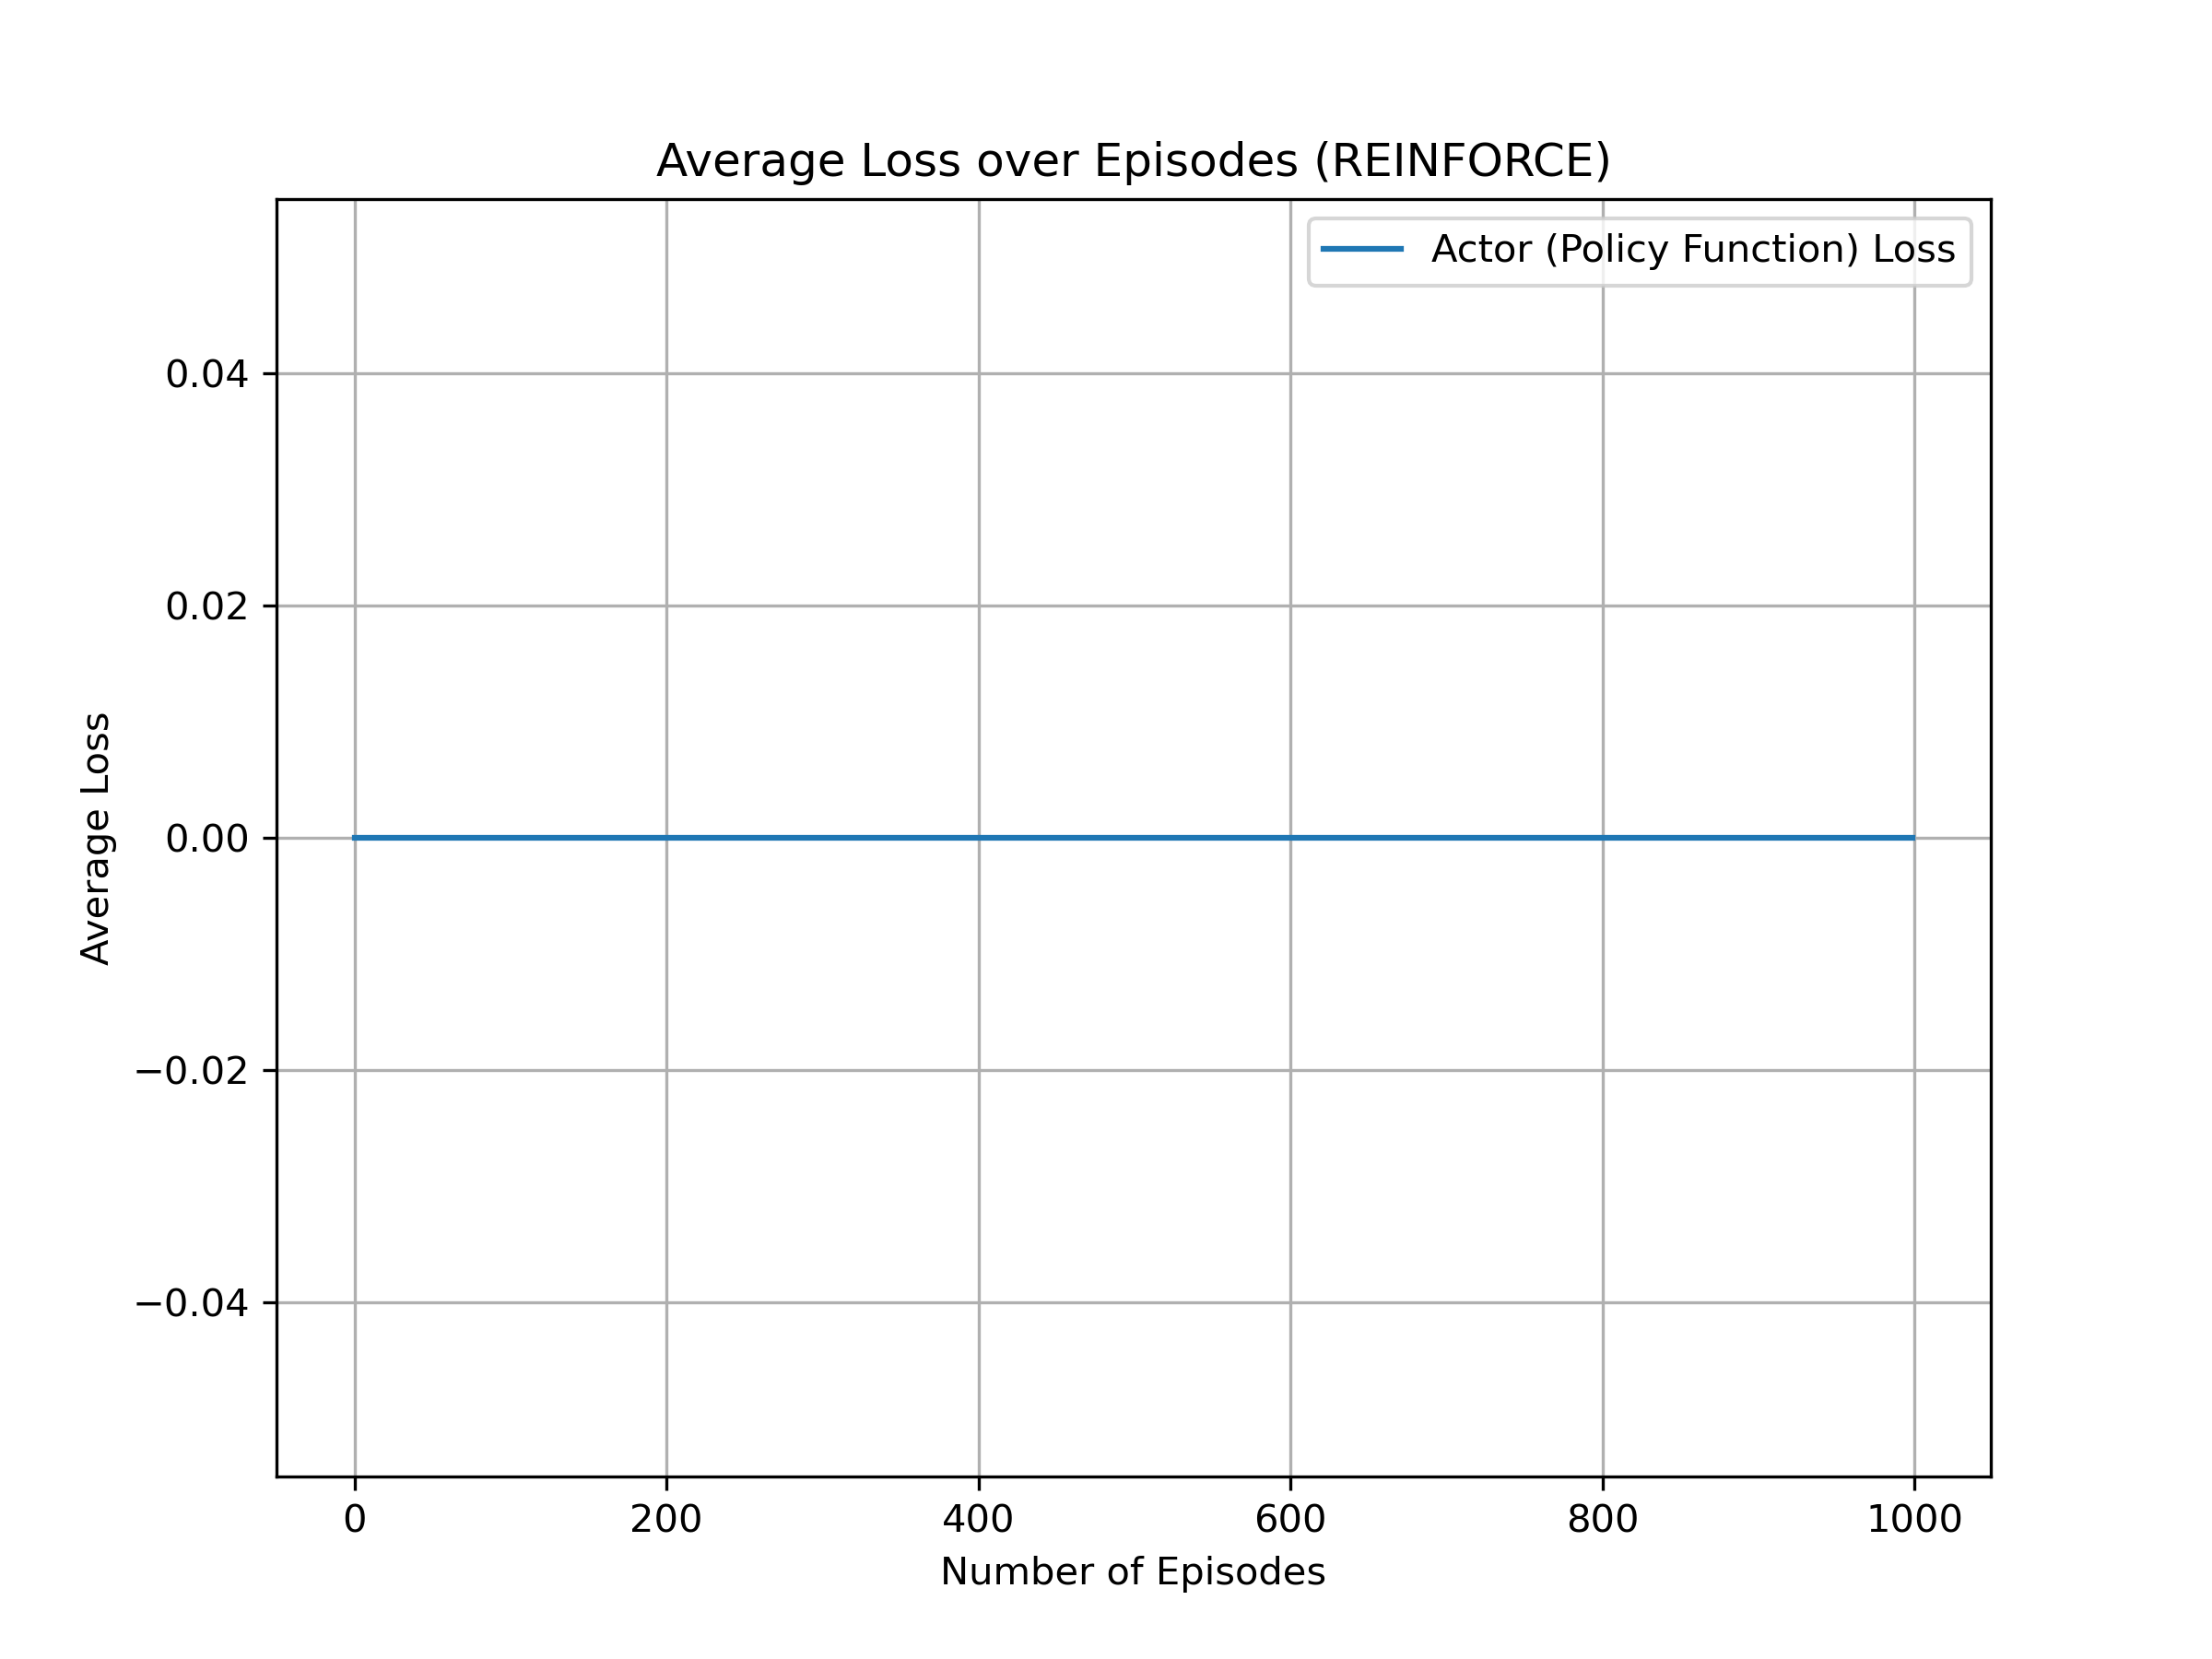 Average Loss over Episodes (REINFORCE)
Actor (Policy Function) Loss
Average Loss
0.04
0.02
0.00
−0.02
−0.04
0 200 400 600 800 1000
Number of Episodes